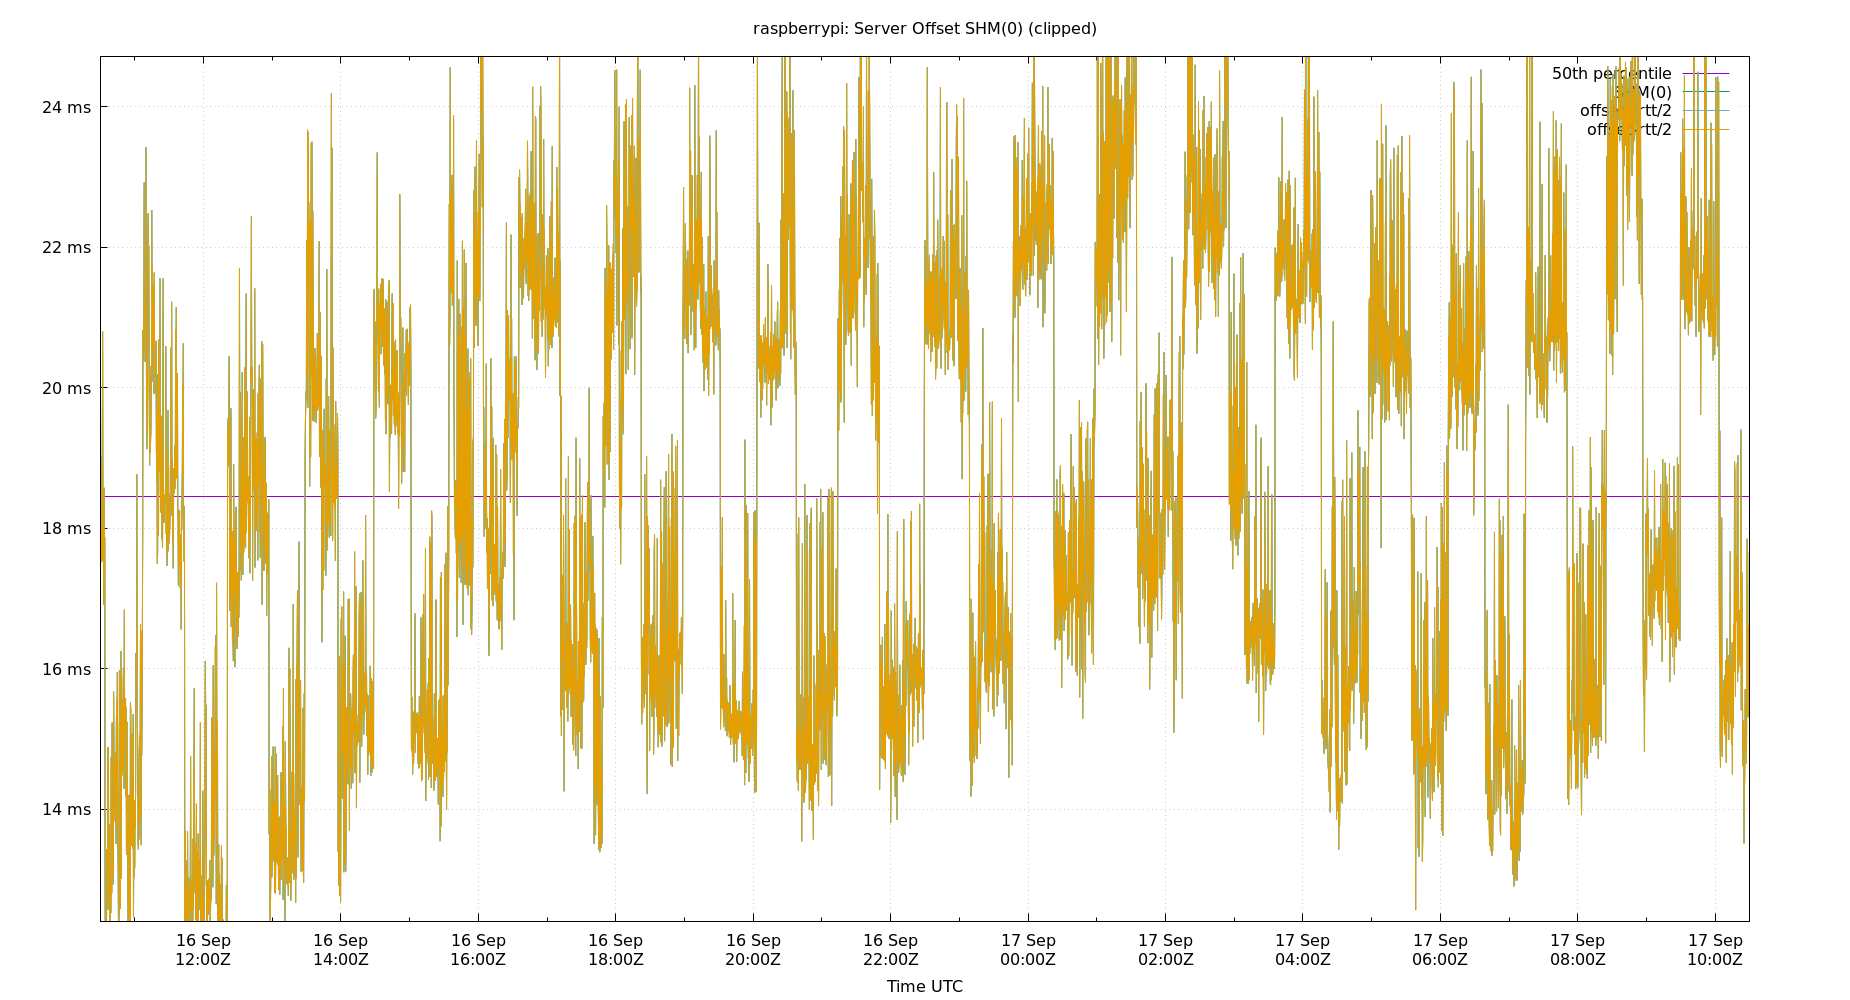 raspberrypi: Server Offset SHM(0) (clipped)
50th percentile
SHM(0)
24 ms
22 ms
20 ms
18 ms
16 ms
14 ms
16 Sep 16 Sep 16 Sep 16 Sep 16 Sep 16 Sep 17 Sep 17 Sep 17 Sep 17 Sep 17 Sep 17 Sep
12:00Z 14:00Z 16:00Z 18:00Z 20:00Z 22:00Z 00:00Z 02:00Z 04:00Z 06:00Z 08:00Z 10:00Z
Time UTC